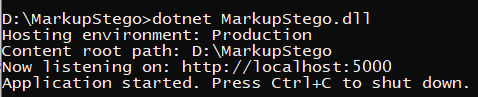 D:\MarkupStego>dotnet MarkupStego.dll
Hosting environment: Production
Content root path: D:\MarkupStego
Now listening on: http://localhost:5000
Application started. Press Ctrl+C to shut down.